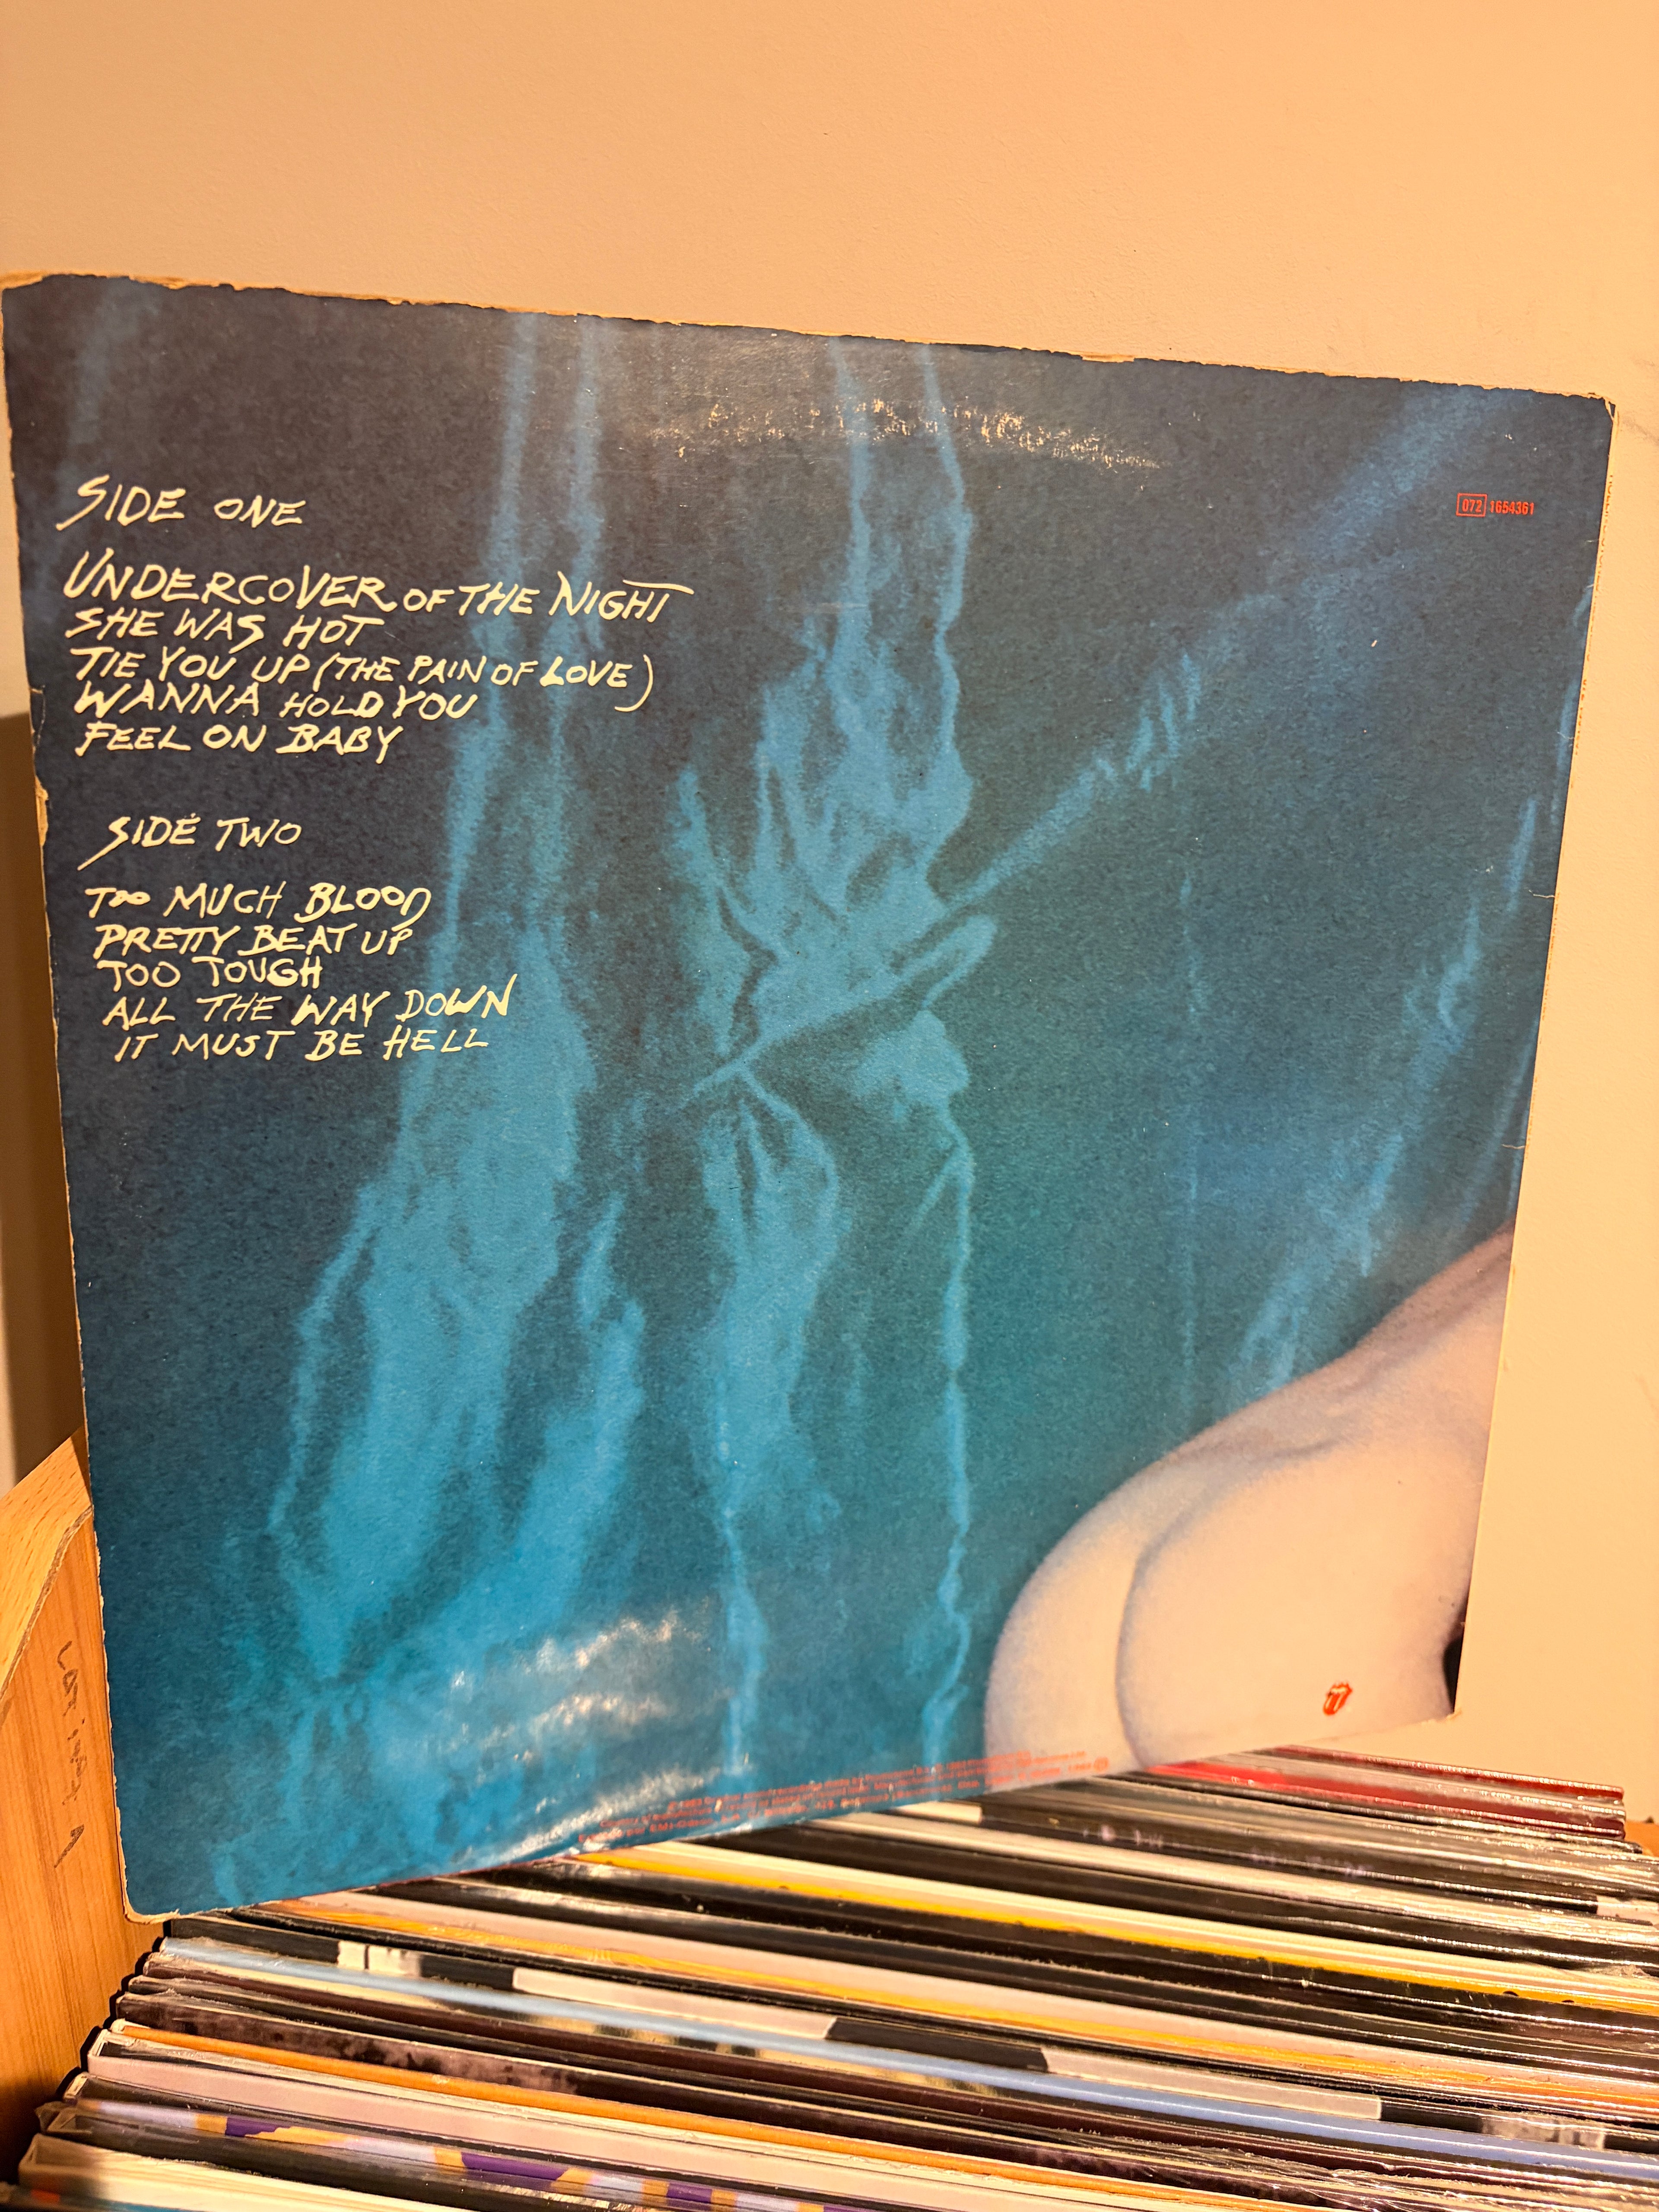 SIDE ONE
UNDERCOVER OF THE NIGHT
SHE WAS HOT
TIE YOU UP (THE PAIN OF LOVE)
WANNA HOLD YOU
FEEL ON BABY
SIDE TWO
TOO MUCH BLOOD
PRETTY BEAT UP
TOO TOUGH
ALL THE WAY DOWN
IT MUST BE HELL
072 1654361